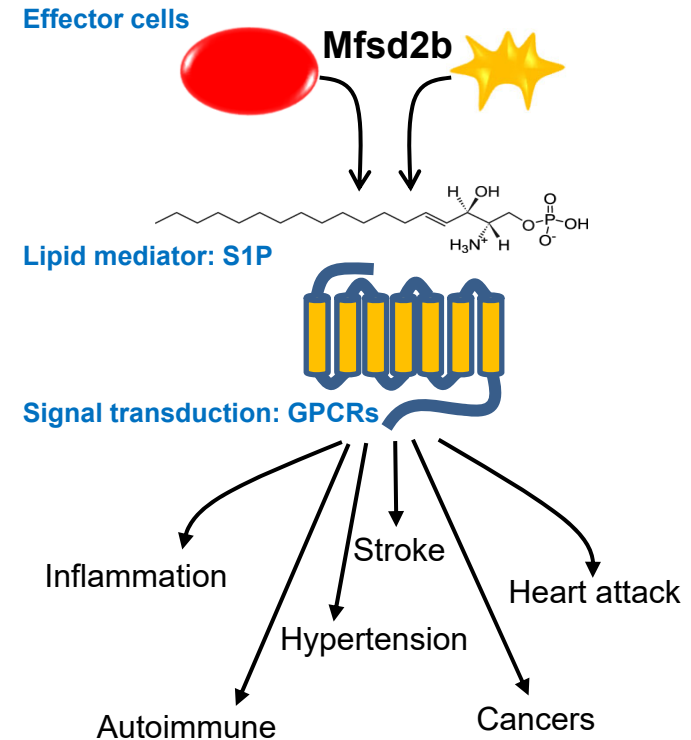 Effector cells
Mfsd2b
H OH
O
O P OH
O-
H3N+ H
Lipid mediator: S1P
Signal transduction: GPCRs
Stroke
Inflammation
Heart attack
Hypertension
Cancers
Autoimmune